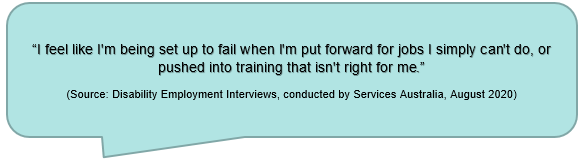 “I feel like I'm being set up to fail when I'm put forward for jobs I simply can't do, or
pushed into training that isn't right for me.”
(Source: Disability Employment Interviews, conducted by Services Australia, August 2020)